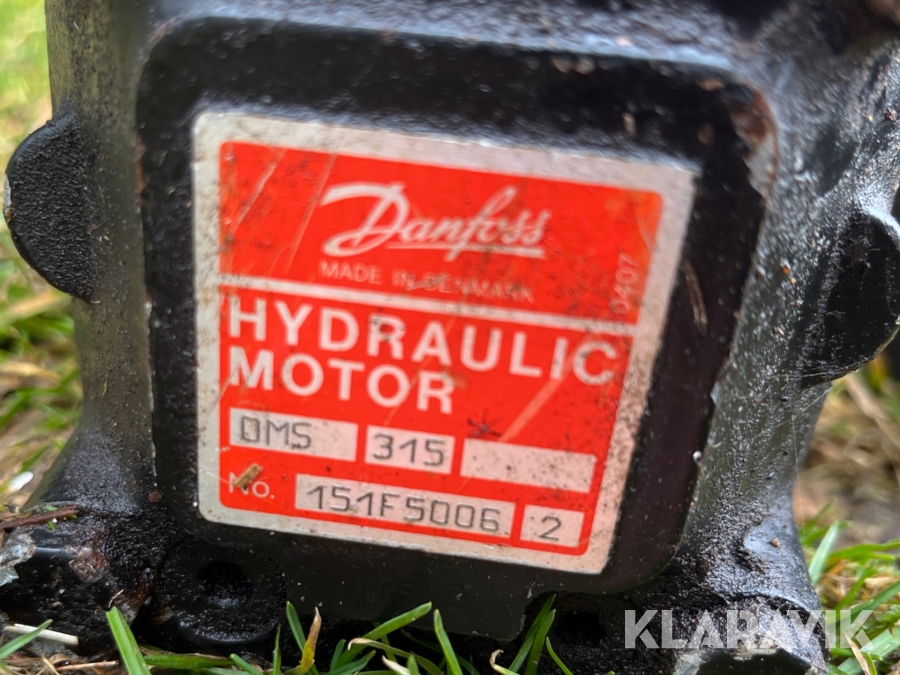 Danfoss
MADE IN DENMARK
0407
HYDRAULIC
MOTOR
OMS 315
No. 151F5006 2
KLARAVIK